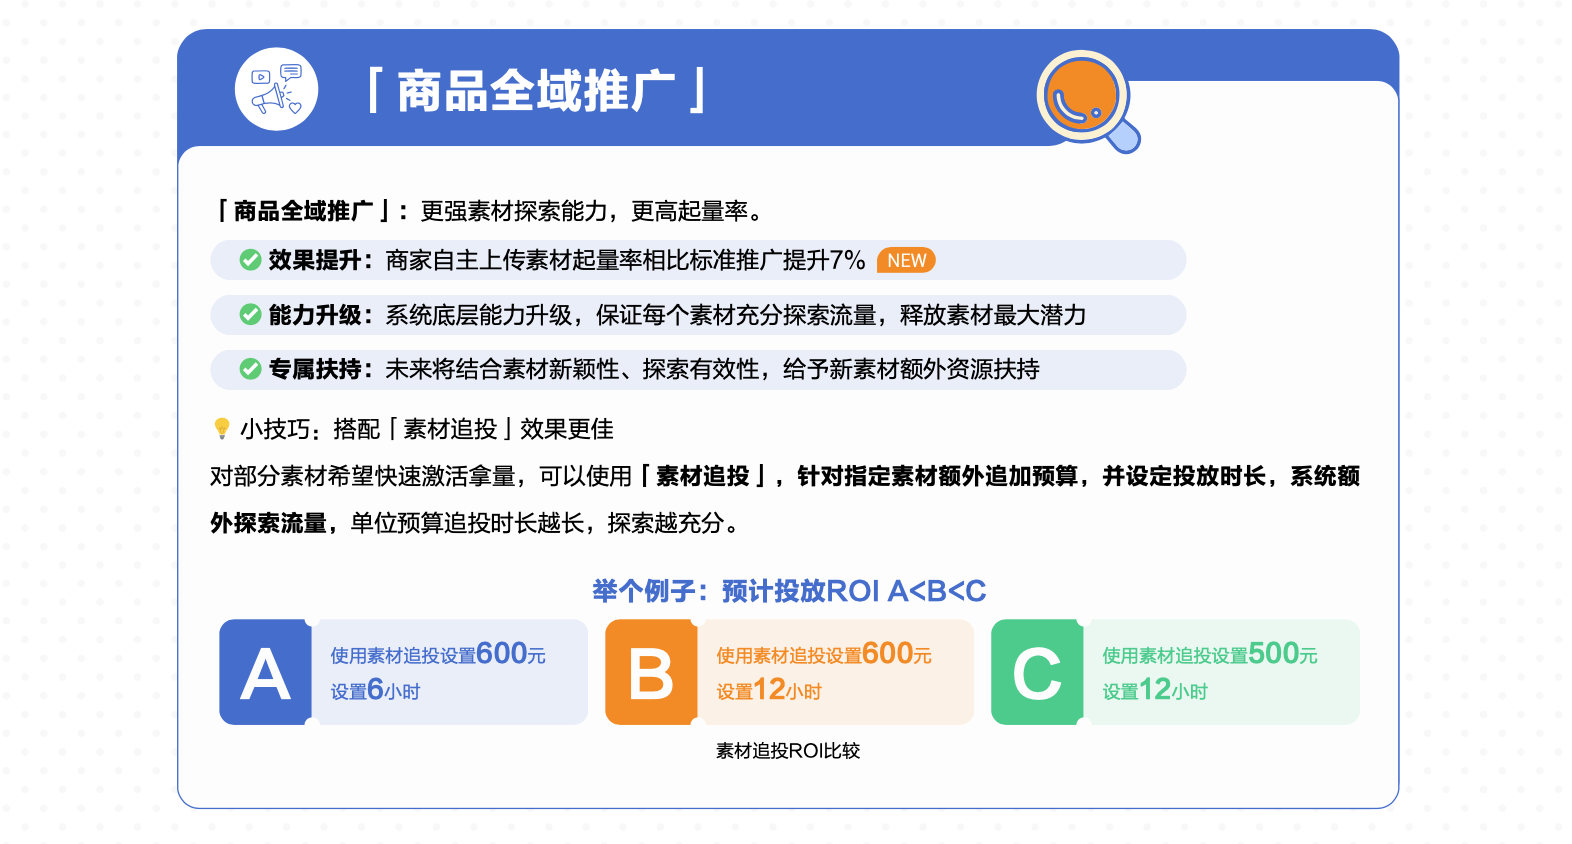 「商品全域推广」
「商品全域推广」：更强素材探索能力，更高起量率。
效果提升：商家自主上传素材起量率相比标准推广提升7% NEW
能力升级：系统底层能力升级，保证每个素材充分探索流量，释放素材最大潜力
专属扶持：未来将结合素材新颖性、探索有效性，给予新素材额外资源扶持
小技巧：搭配「素材追投」效果更佳
对部分素材希望快速激活拿量，可以使用「素材追投」，针对指定素材额外追加预算，并设定投放时长，系统额
外探索流量，单位预算追投时长越长，探索越充分。
举个例子：预计投放ROI A<B<C
A
使用素材追投设置600元
设置6小时
B
使用素材追投设置600元
设置12小时
C
使用素材追投设置500元
设置12小时
素材追投ROI比较